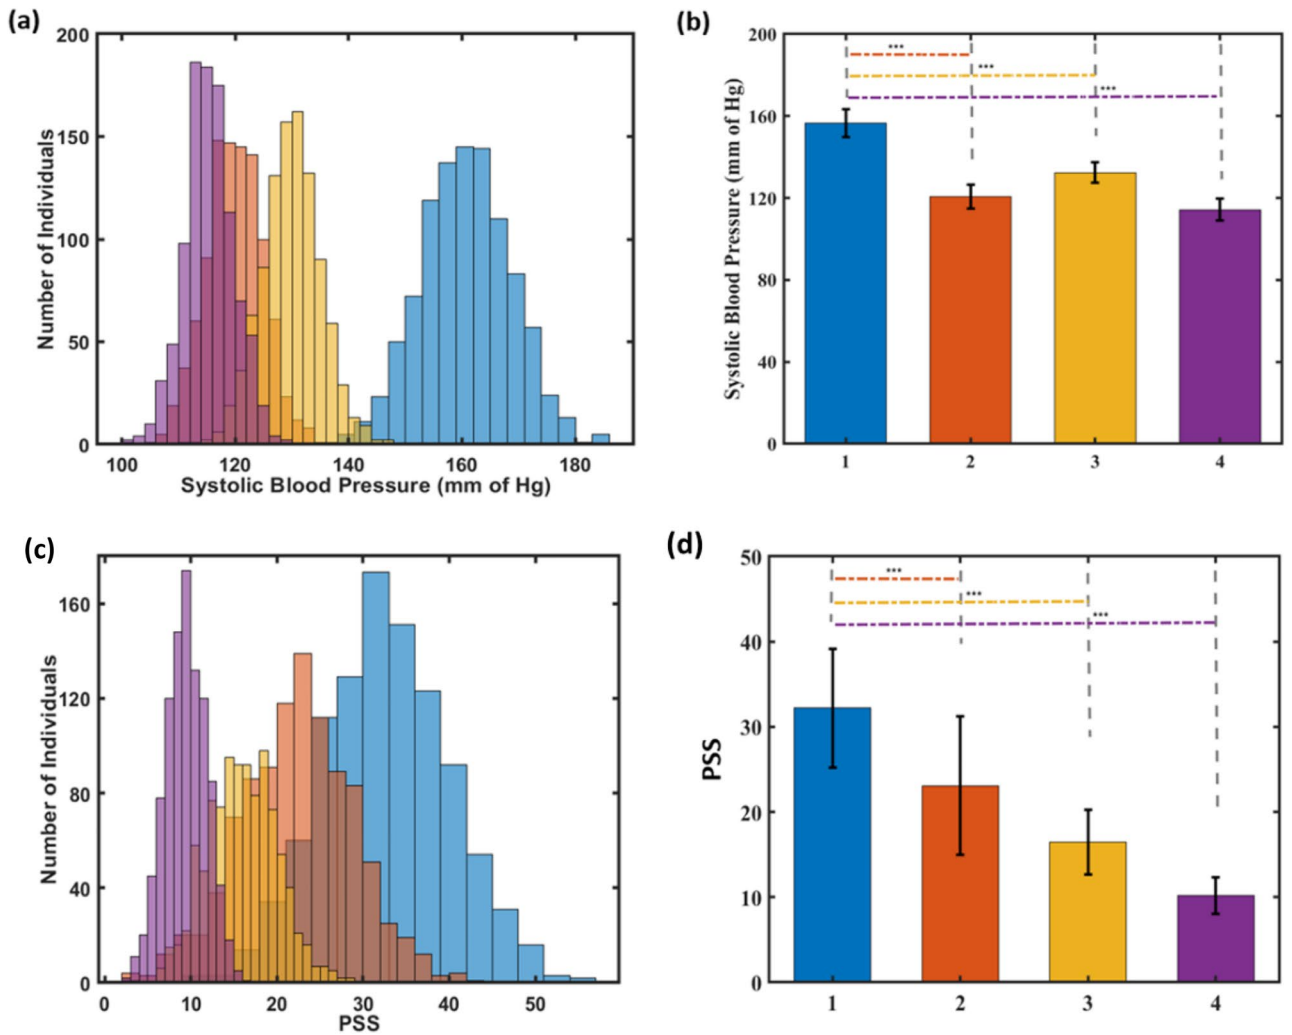 (a)
200
150
100
50
0
Number of Individuals
100 120 140 160 180
Systolic Blood Pressure (mm of Hg)
(b)
200
160
120
80
40
0
Systolic Blood Pressure (mm of Hg)
***
***
***
1 2 3 4
(c)
160
120
80
40
0
Number of Individuals
0 10 20 30 40 50
PSS
(d)
50
40
30
20
10
0
PSS
***
***
***
1 2 3 4